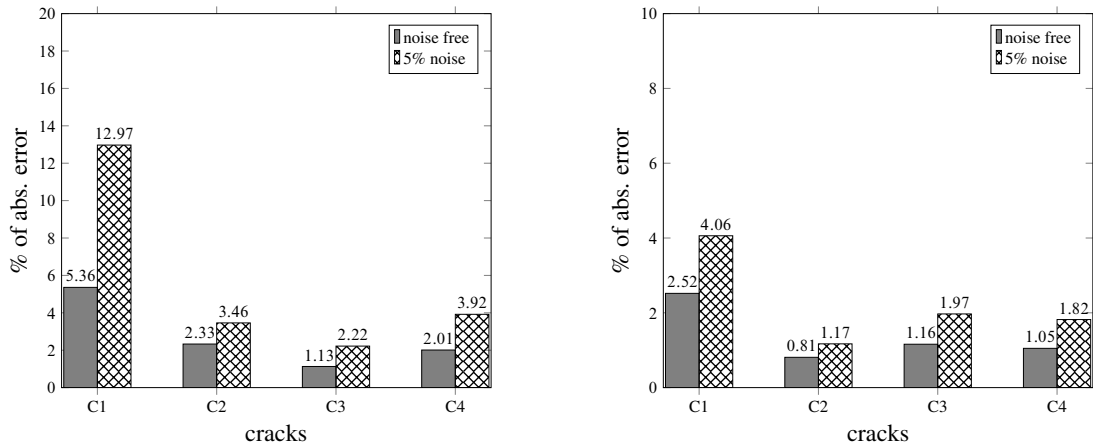 20
18
16
14
12
10
8
6
4
2
0
% of abs. error
noise free
5% noise
12.97
5.36
2.33
3.46
1.13
2.22
2.01
3.92
C1
C2
C3
C4
cracks
10
8
6
4
2
0
% of abs. error
noise free
5% noise
2.52
4.06
0.81
1.17
1.16
1.97
1.05
1.82
C1
C2
C3
C4
cracks